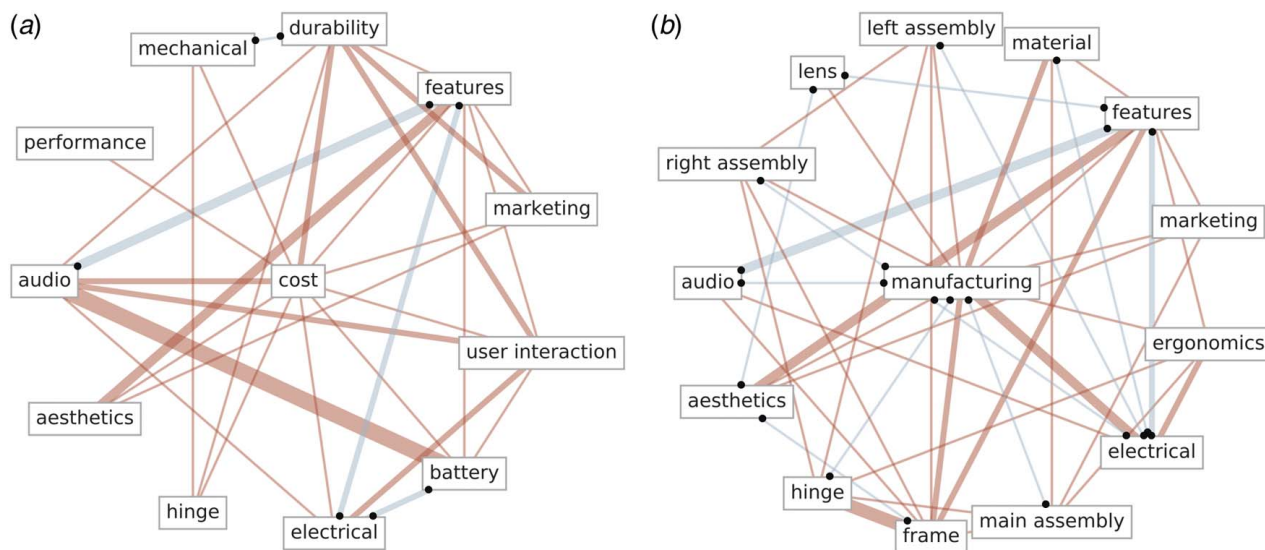 (a)
durability
mechanical
features
performance
marketing
audio
cost
user interaction
aesthetics
battery
hinge
electrical
(b)
left assembly
material
lens
features
right assembly
marketing
audio
manufacturing
ergonomics
aesthetics
electrical
hinge
main assembly
frame